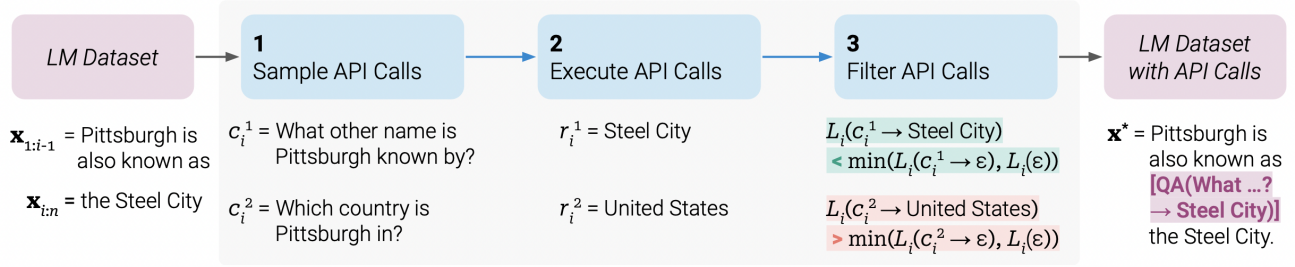 LM Dataset
1
Sample API Calls
2
Execute API Calls
3
Filter API Calls
LM Dataset
with API Calls
x1:i-1 = Pittsburgh is
also known as
xi:n = the Steel City
ci1 = What other name is
Pittsburgh known by?
ci2 = Which country is
Pittsburgh in?
ri1 = Steel City
ri2 = United States
Li(ci1 → Steel City)
< min(Li(ci1 → ε), Li(ε))
Li(ci2 → United States)
> min(Li(ci2 → ε), Li(ε))
x* = Pittsburgh is
also known as
[QA(What ...?
→ Steel City)]
the Steel City.